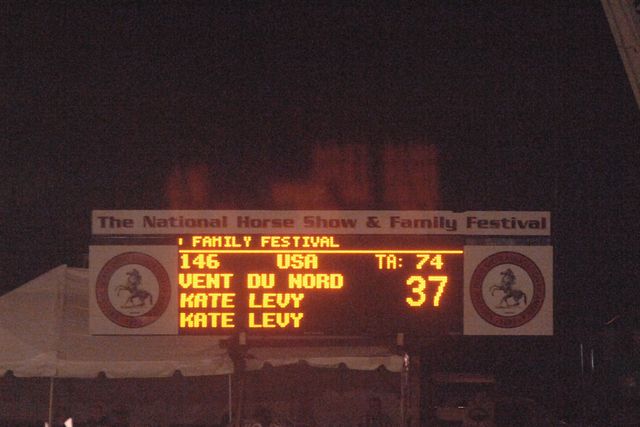 The National Horse Show & Family Festival
FAMILY FESTIVAL
146 USA TA: 74
VENT DU NORD 37
KATE LEVY
KATE LEVY